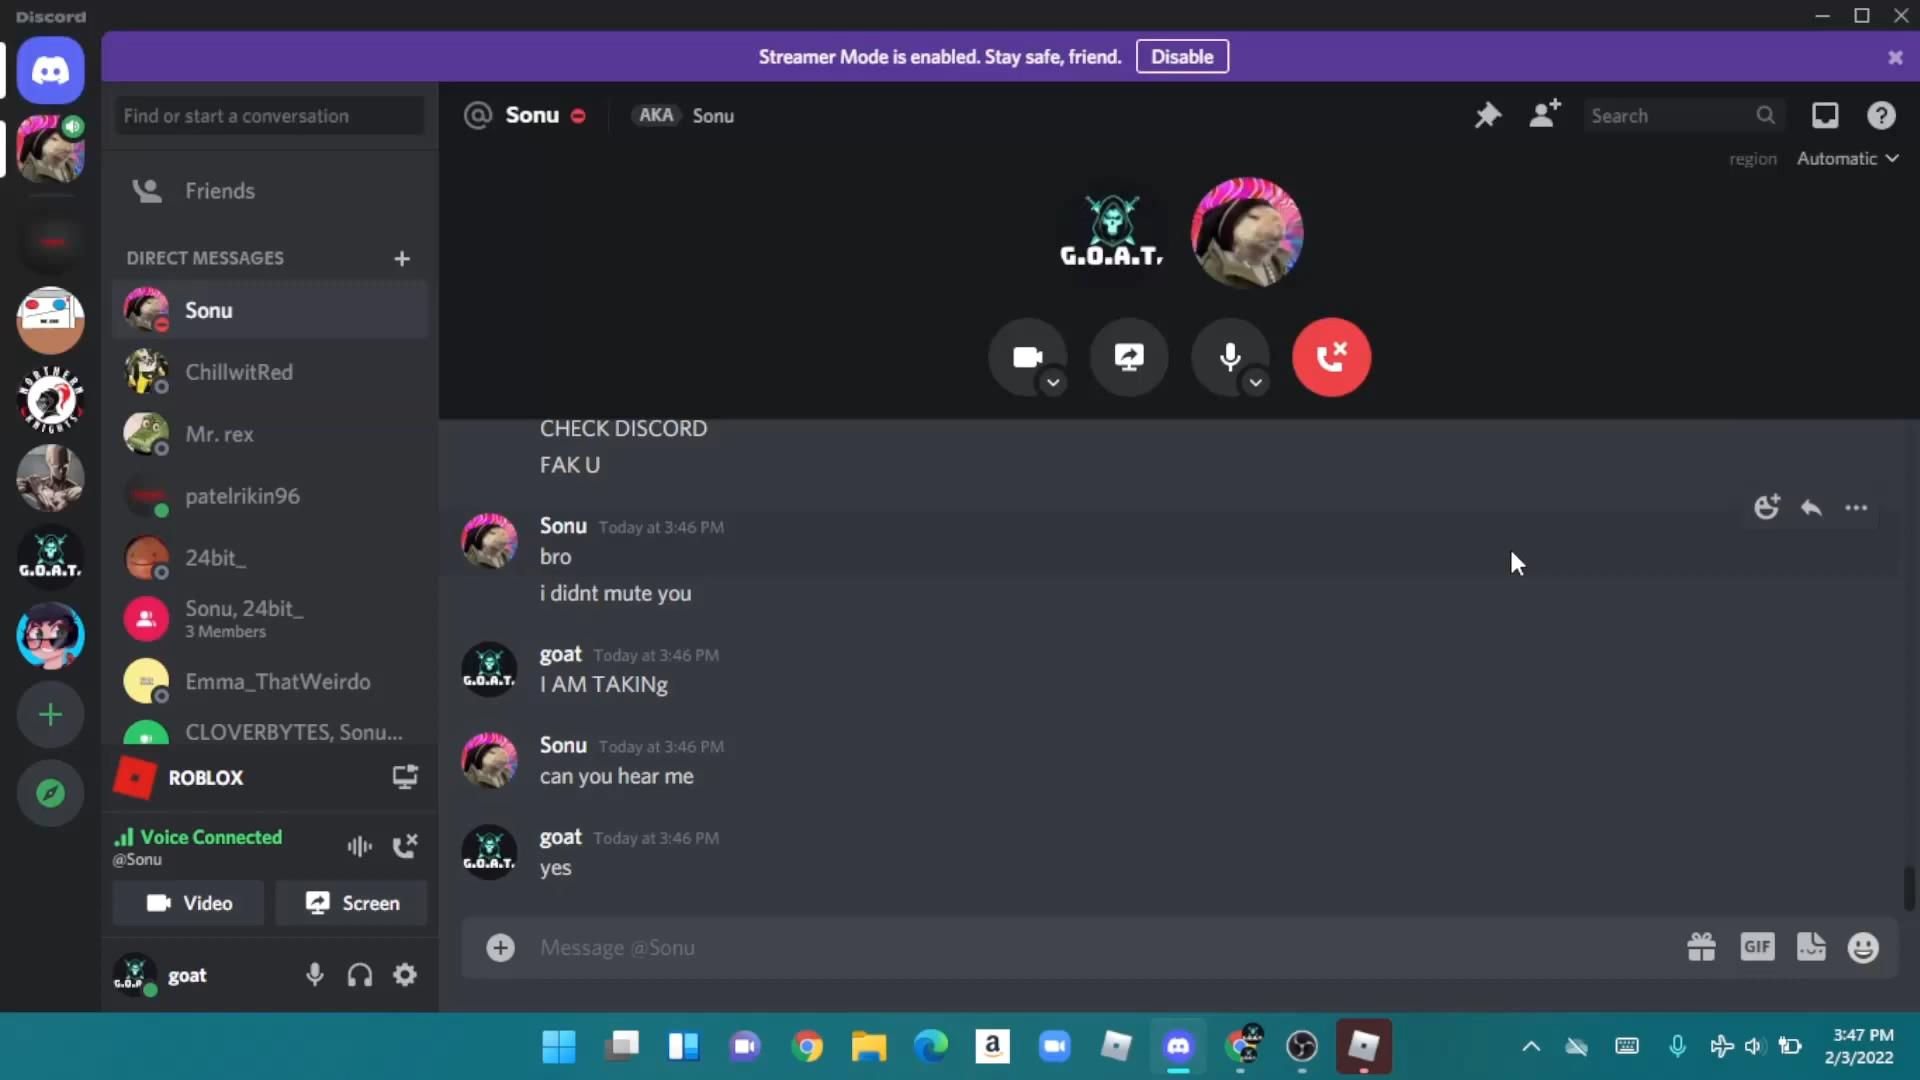 Discord
Streamer Mode is enabled. Stay safe, friend.
Disable
Find or start a conversation
Sonu
AKA
Sonu
Search
region
Automatic
Friends
DIRECT MESSAGES
Sonu
ChillwitRed
Mr. rex
patelrikin96
24bit_
Sonu, 24bit_
3 Members
Emma_ThatWeirdo
CLOVERBYTES, Sonu...
ROBLOX
Voice Connected
@Sonu
Video
Screen
goat
NORTHERN
KNIGHTS
G.O.A.T.
G.O.A.T.
CHECK DISCORD
FAK U
Sonu Today at 3:46 PM
bro
i didnt mute you
G.O.A.T.
goat Today at 3:46 PM
I AM TAKINg
Sonu Today at 3:46 PM
can you hear me
G.O.A.T.
goat Today at 3:46 PM
yes
Message @Sonu
GIF
3:47 PM
2/3/2022